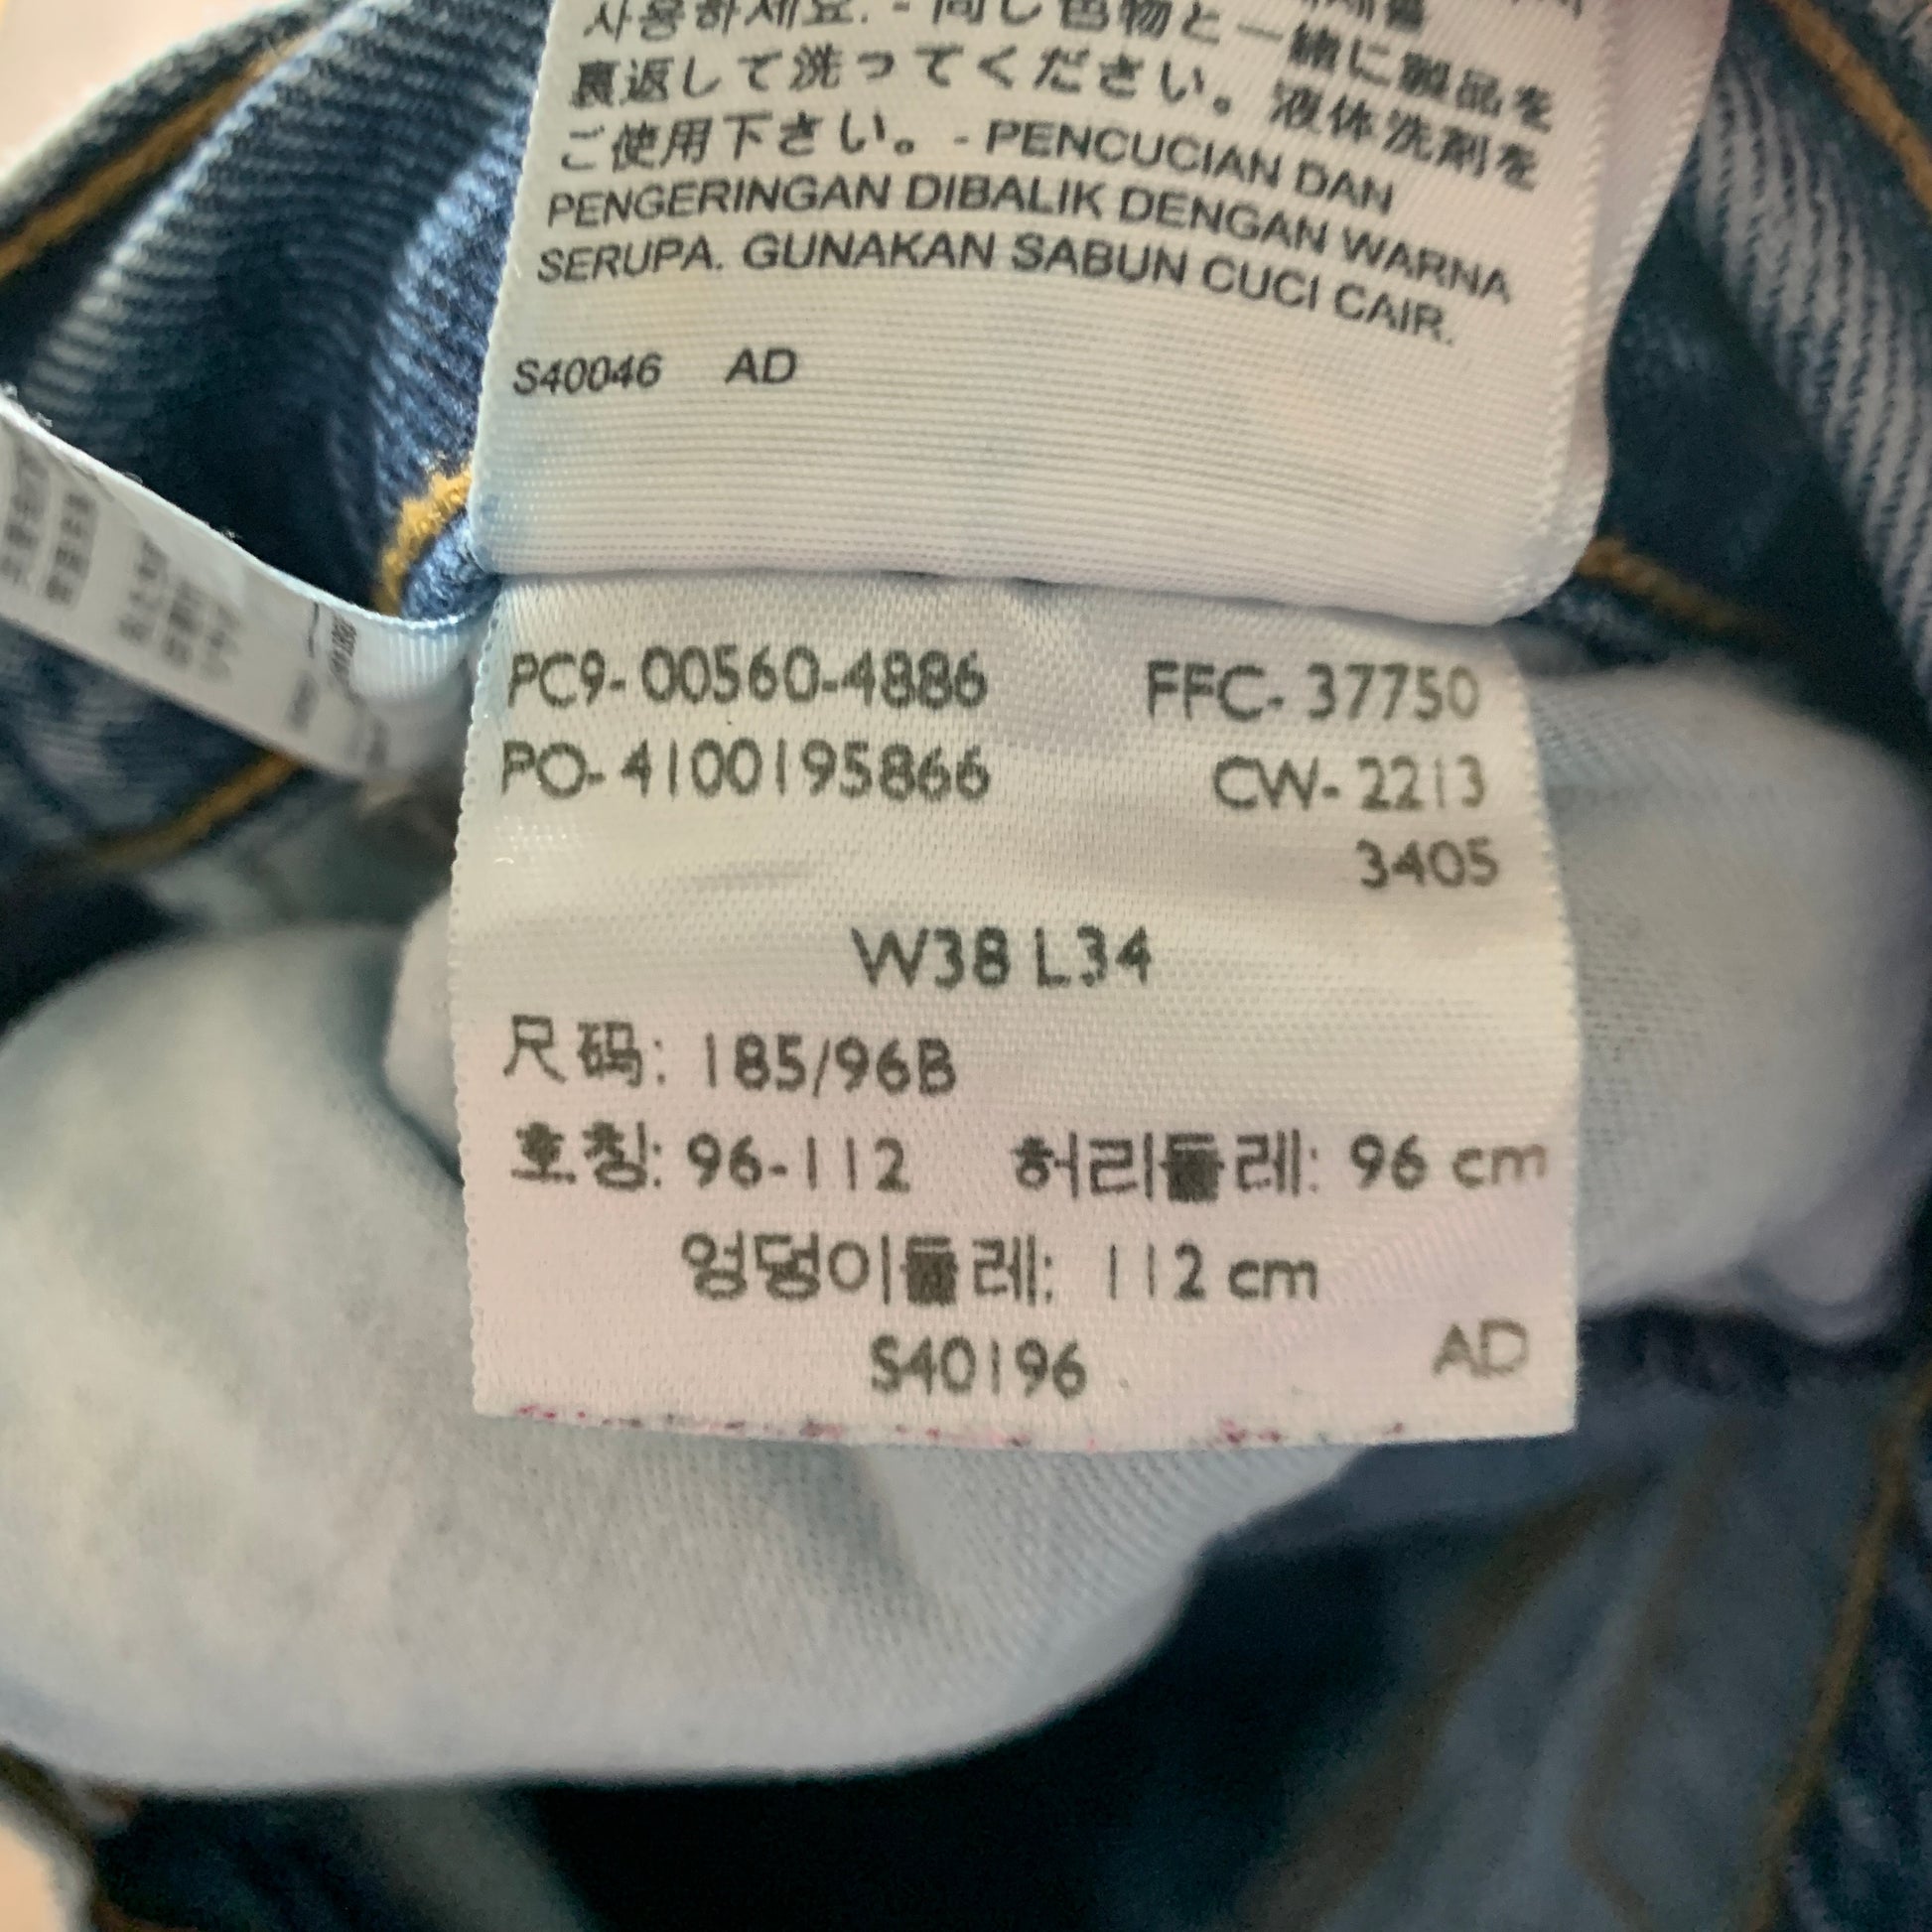 사용하세요. - 同じ色物と一緒に製品を
裏返して洗ってください。液体洗剤を
ご使用下さい。 - PENCUCIAN DAN
PENGERINGAN DIBALIK DENGAN WARNA
SERUPA. GUNAKAN SABUN CUCI CAIR.
S40046 AD
PC9-00560-4886 FFC-37750
PO-4100195866 CW-2213
3405
W38 L34
尺码: 185/96B
호칭: 96-112 허리둘레: 96 cm
엉덩이둘레: 112 cm
S40196 AD